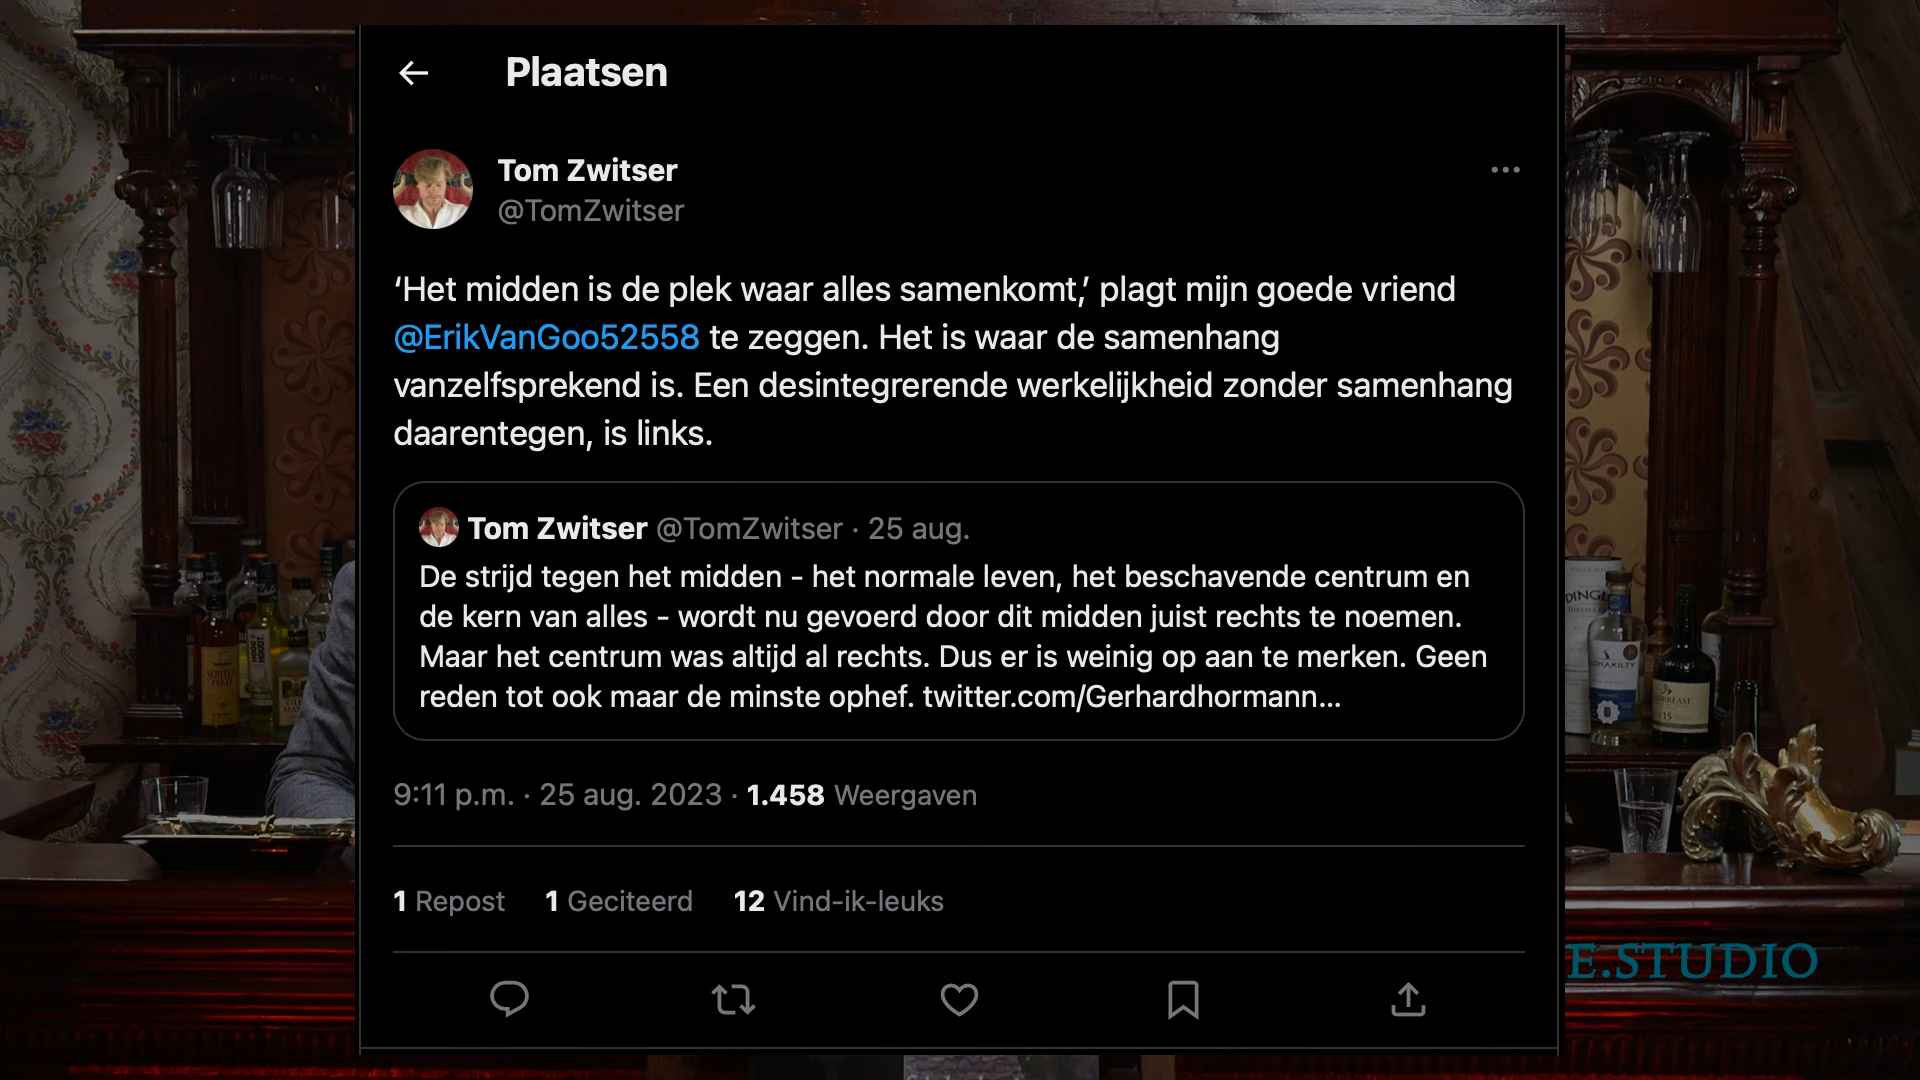 Plaatsen
Tom Zwitser
@TomZwitser
‘Het midden is de plek waar alles samenkomt,’ plagt mijn goede vriend
@ErikVanGoo52558 te zeggen. Het is waar de samenhang
vanzelfsprekend is. Een desintegrerende werkelijkheid zonder samenhang
daarentegen, is links.
Tom Zwitser @TomZwitser · 25 aug.
De strijd tegen het midden - het normale leven, het beschavende centrum en
de kern van alles - wordt nu gevoerd door dit midden juist rechts te noemen.
Maar het centrum was altijd al rechts. Dus er is weinig op aan te merken. Geen
reden tot ook maar de minste ophef. twitter.com/Gerhardhormann...
9:11 p.m. · 25 aug. 2023 · 1.458 Weergaven
1 Repost 1 Geciteerd 12 Vind-ik-leuks
E.STUDIO